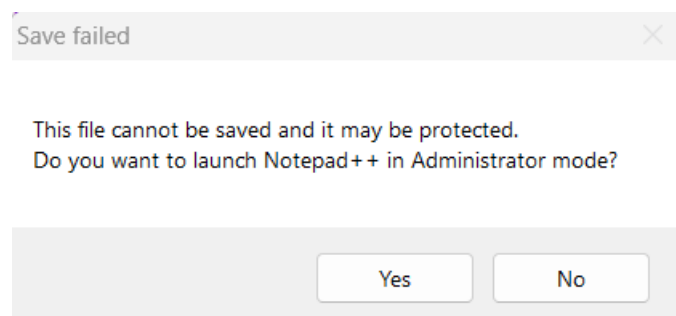 Save failed
This file cannot be saved and it may be protected.
Do you want to launch Notepad++ in Administrator mode?
Yes
No